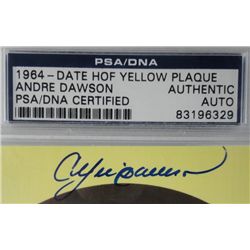 PSA/DNA
1964-DATE HOF YELLOW PLAQUE
ANDRE DAWSON AUTHENTIC
PSA/DNA CERTIFIED AUTO
83196329